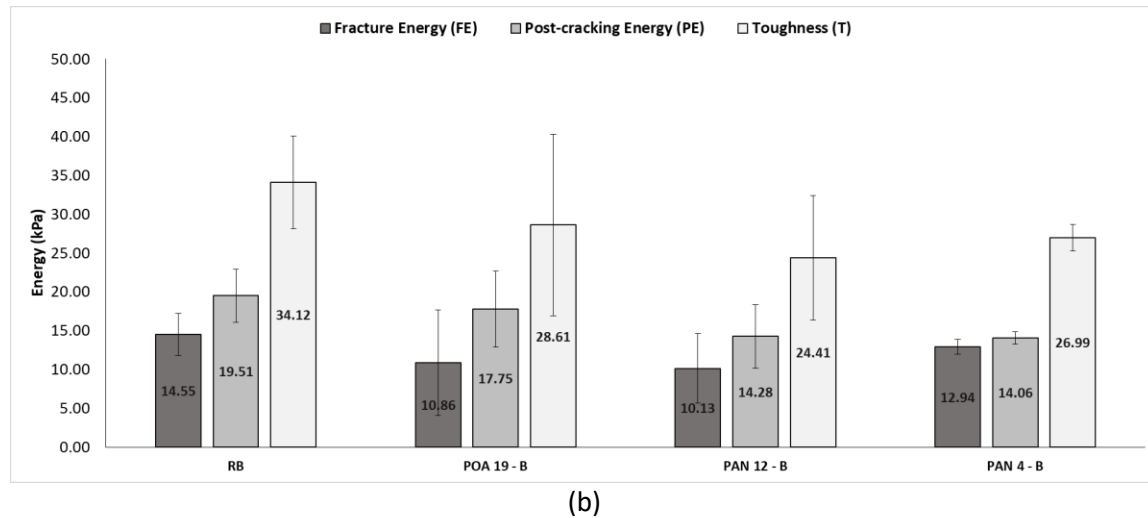 Fracture Energy (FE) Post-cracking Energy (PE) Toughness (T)
50.00
45.00
40.00
35.00
30.00
25.00
20.00
15.00
10.00
5.00
0.00
Energy (kPa)
14.55 19.51 34.12
10.86 17.75 28.61
10.13 14.28 24.41
12.94 14.06 26.99
RB POA 19 - B PAN 12 - B PAN 4 - B
(b)